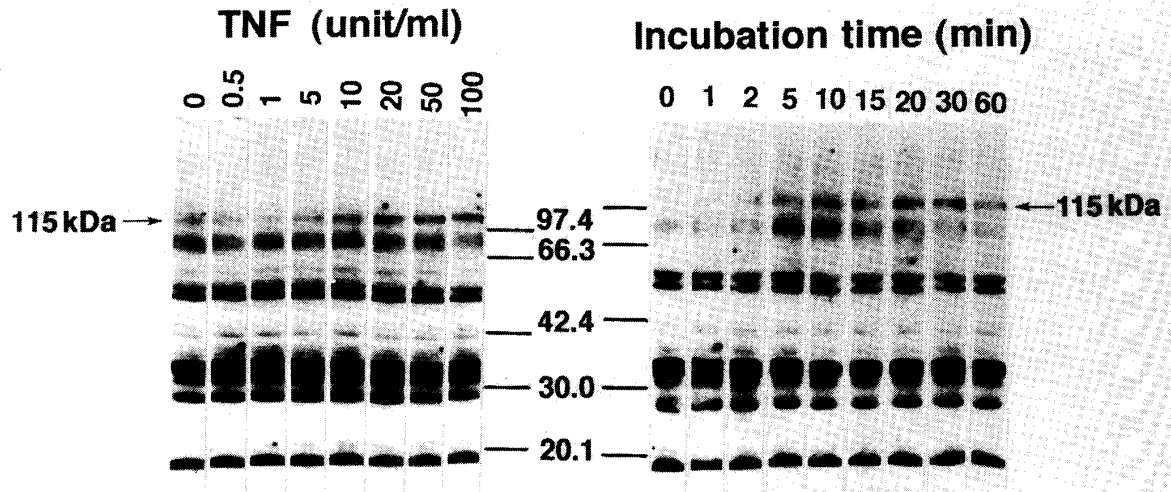 TNF (unit/ml)
Incubation time (min)
0 0.5 1 5 10 20 50 100
0 1 2 5 10 15 20 30 60
115 kDa
97.4
115 kDa
66.3
42.4
30.0
20.1